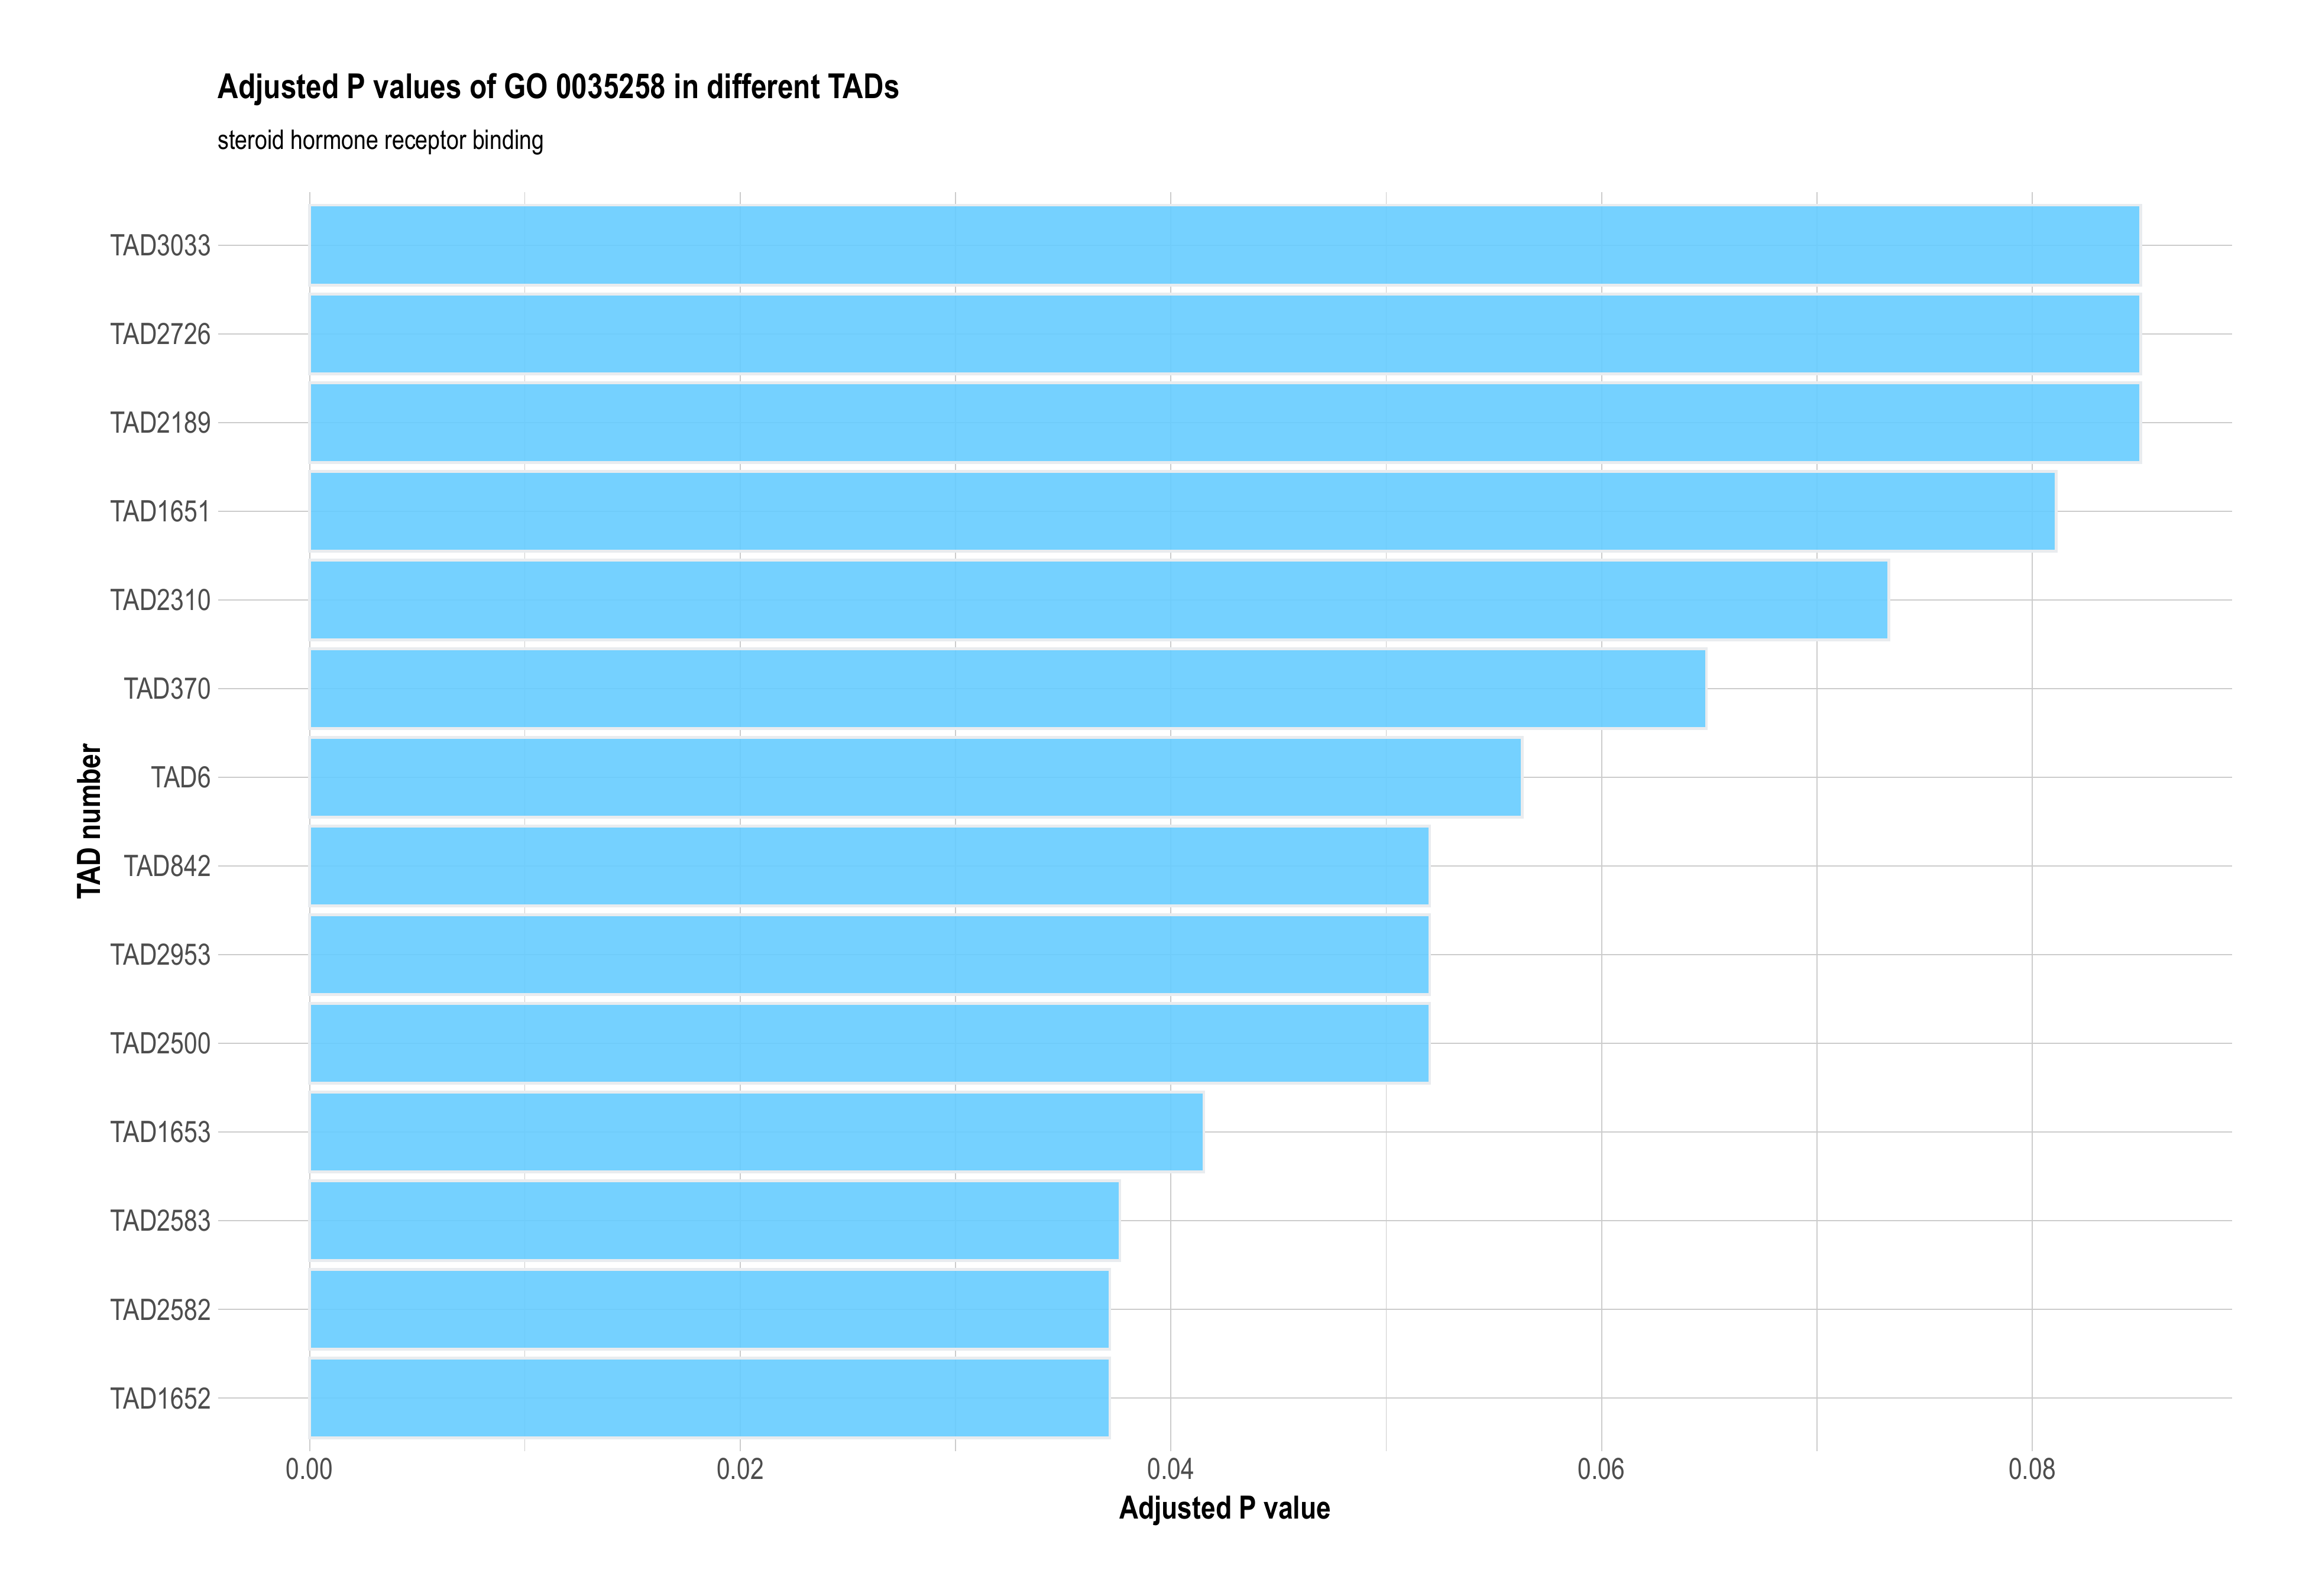 Adjusted P values of GO 0035258 in different TADs
steroid hormone receptor binding
TAD number
TAD3033
TAD2726
TAD2189
TAD1651
TAD2310
TAD370
TAD6
TAD842
TAD2953
TAD2500
TAD1653
TAD2583
TAD2582
TAD1652
0.00 0.02 0.04 0.06 0.08
Adjusted P value